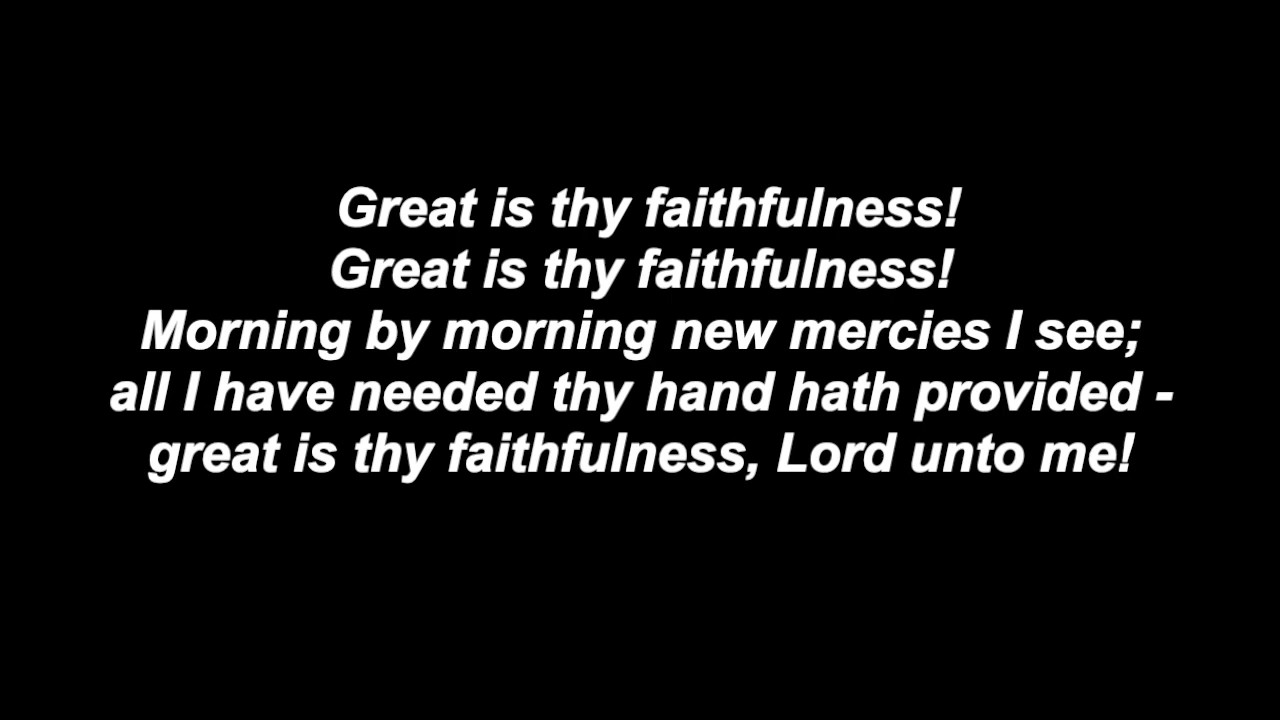 Great is thy faithfulness!
Great is thy faithfulness!
Morning by morning new mercies I see;
all I have needed thy hand hath provided -
great is thy faithfulness, Lord unto me!